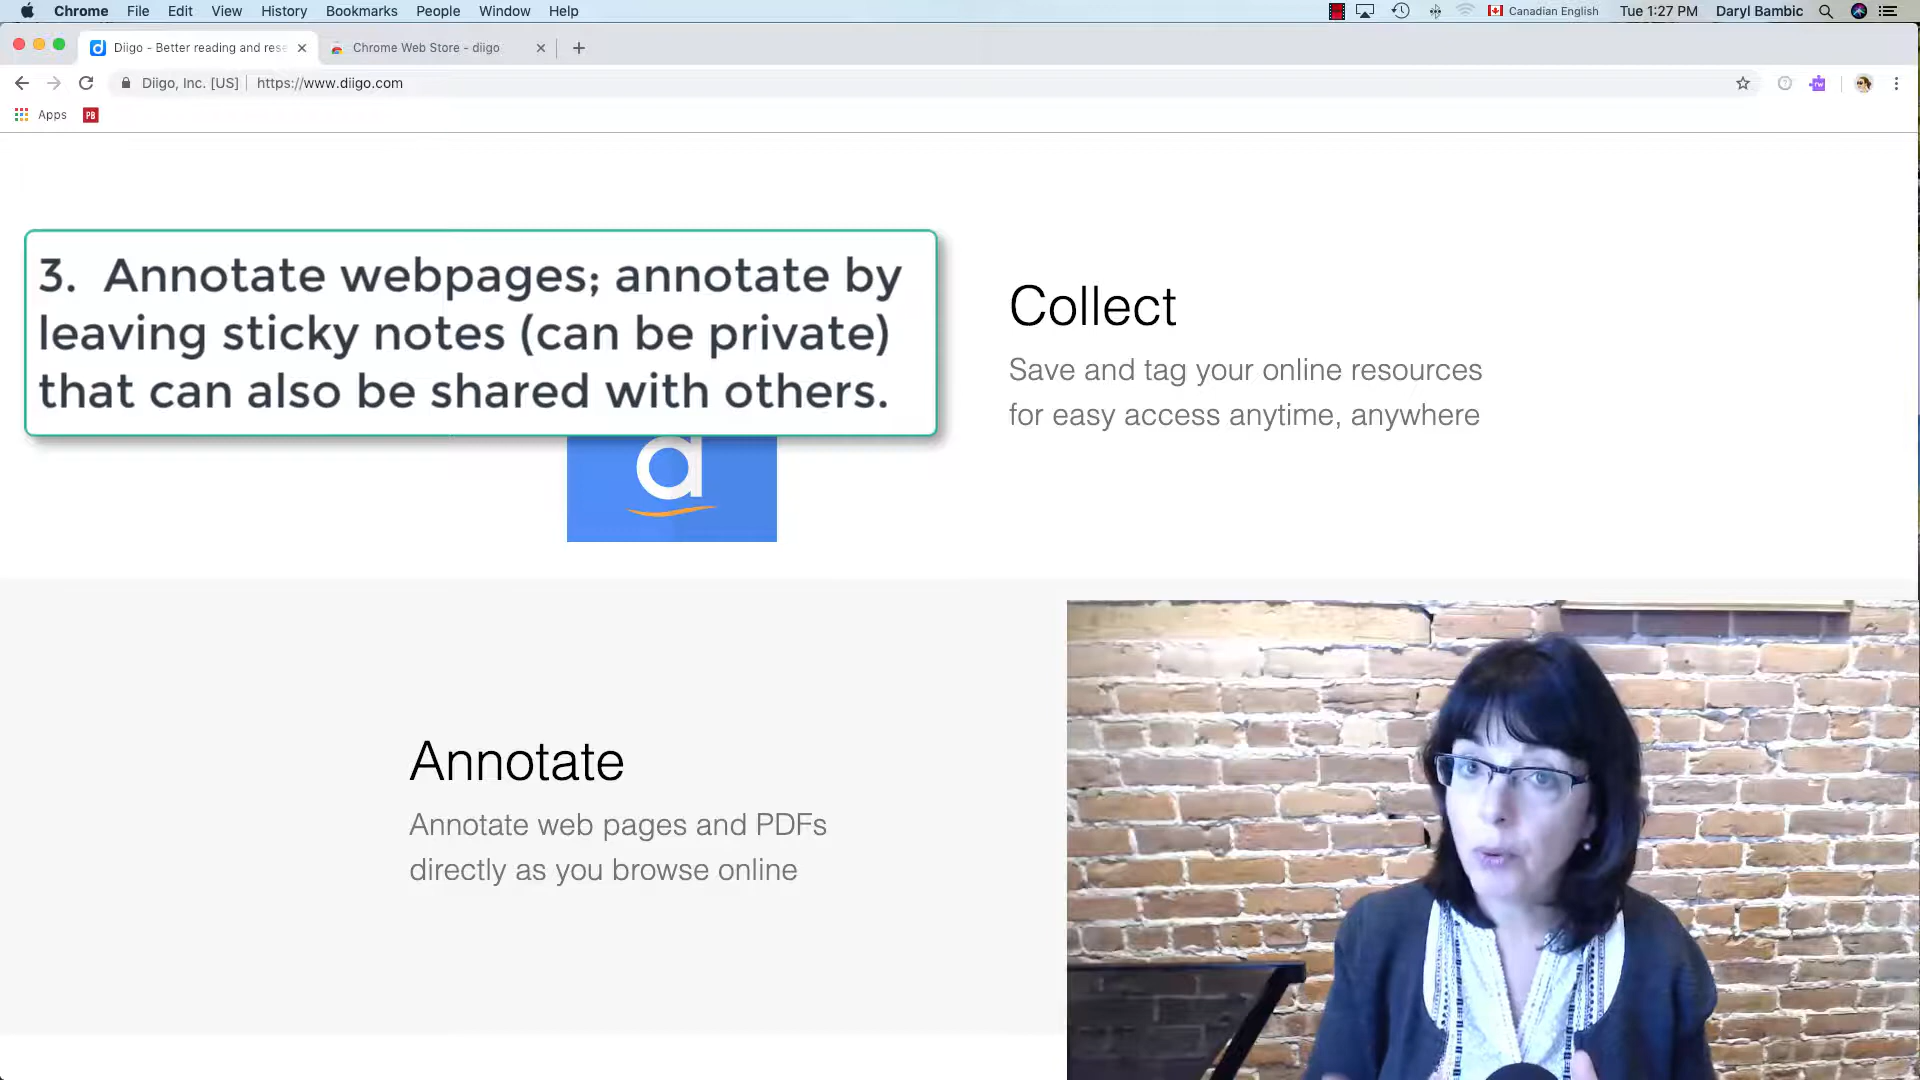 Chrome File Edit View History Bookmarks People Window Help Canadian English Tue 1:27 PM Daryl Bambic
Diigo - Better reading and rese Chrome Web Store - diigo
Diigo, Inc. [US] https://www.diigo.com
Apps PB
3. Annotate webpages; annotate by
leaving sticky notes (can be private)
that can also be shared with others.
d
Collect
Save and tag your online resources
for easy access anytime, anywhere
Annotate
Annotate web pages and PDFs
directly as you browse online